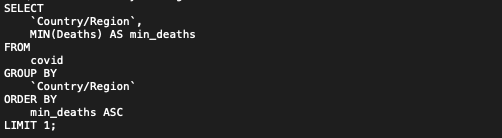 SELECT
    `Country/Region`,
    MIN(Deaths) AS min_deaths
FROM
    covid
GROUP BY
    `Country/Region`
ORDER BY
    min_deaths ASC
LIMIT 1;